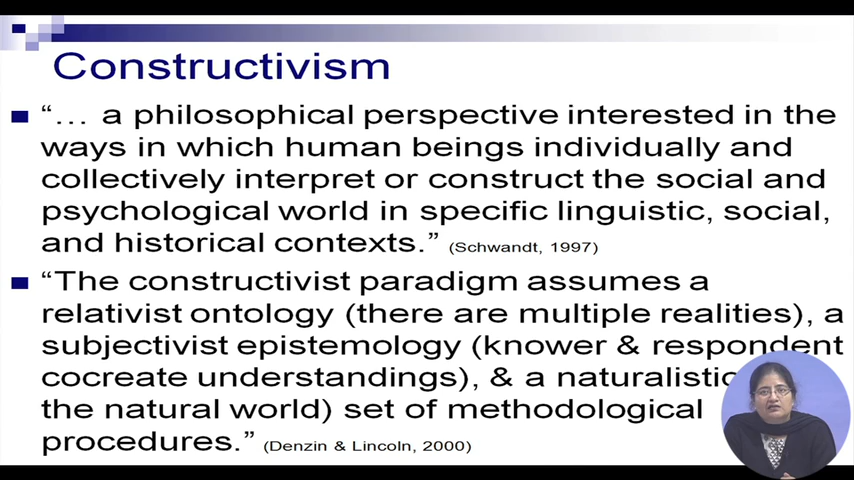 Constructivism
“… a philosophical perspective interested in the
ways in which human beings individually and
collectively interpret or construct the social and
psychological world in specific linguistic, social,
and historical contexts.” (Schwandt, 1997)
“The constructivist paradigm assumes a
relativist ontology (there are multiple realities), a
subjectivist epistemology (knower & respondent
cocreate understandings), & a naturalistic
the natural world) set of methodological
procedures.” (Denzin & Lincoln, 2000)